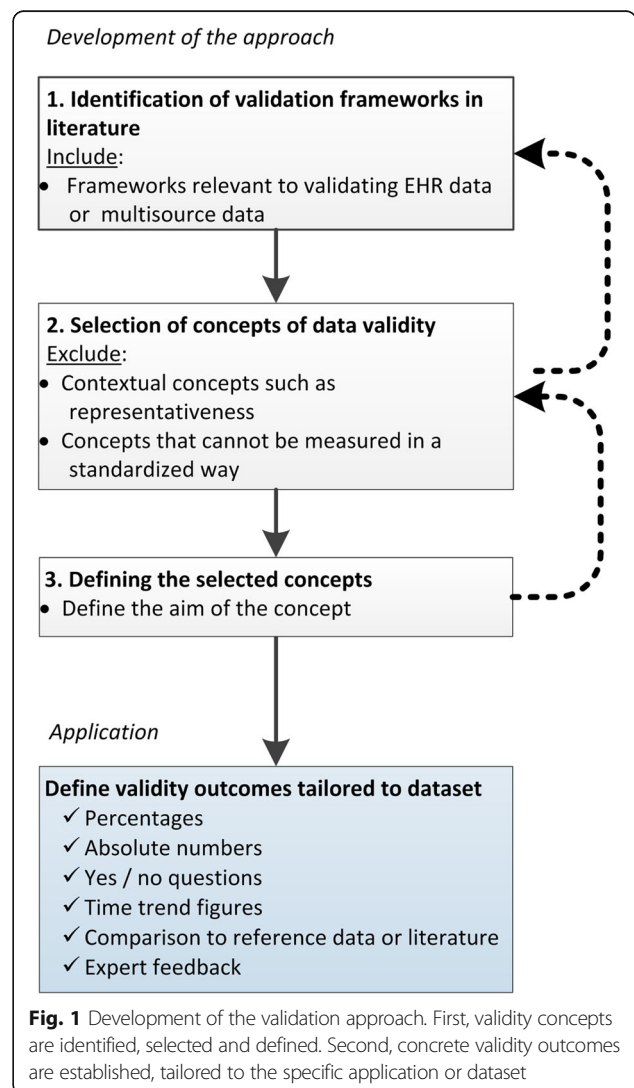 Development of the approach
1. Identification of validation frameworks in
literature
Include:
• Frameworks relevant to validating EHR data
or multisource data
2. Selection of concepts of data validity
Exclude:
• Contextual concepts such as
representativeness
• Concepts that cannot be measured in a
standardized way
3. Defining the selected concepts
• Define the aim of the concept
Application
Define validity outcomes tailored to dataset
✓ Percentages
✓ Absolute numbers
✓ Yes / no questions
✓ Time trend figures
✓ Comparison to reference data or literature
✓ Expert feedback
Fig. 1 Development of the validation approach. First, validity concepts
are identified, selected and defined. Second, concrete validity outcomes
are established, tailored to the specific application or dataset